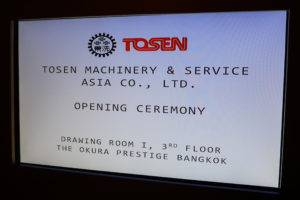 TOSEN
TOSEN MACHINERY & SERVICE
ASIA CO., LTD.
OPENING CEREMONY
DRAWING ROOM I, 3RD FLOOR
THE OKURA PRESTIGE BANGKOK